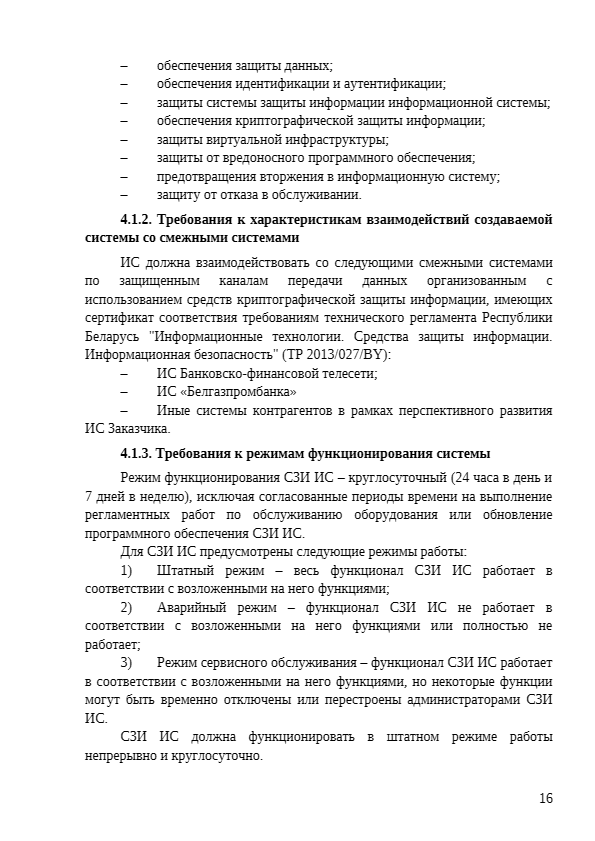 – обеспечения защиты данных;
– обеспечения идентификации и аутентификации;
– защиты системы защиты информации информационной системы;
– обеспечения криптографической защиты информации;
– защиты виртуальной инфраструктуры;
– защиты от вредоносного программного обеспечения;
– предотвращения вторжения в информационную систему;
– защиту от отказа в обслуживании.
4.1.2. Требования к характеристикам взаимодействий создаваемой
системы со смежными системами
ИС должна взаимодействовать со следующими смежными системами
по защищенным каналам передачи данных организованным с
использованием средств криптографической защиты информации, имеющих
сертификат соответствия требованиям технического регламента Республики
Беларусь "Информационные технологии. Средства защиты информации.
Информационная безопасность" (ТР 2013/027/BY):
– ИС Банковско-финансовой телесети;
– ИС «Белгазпромбанка»
– Иные системы контрагентов в рамках перспективного развития
ИС Заказчика.
4.1.3. Требования к режимам функционирования системы
Режим функционирования СЗИ ИС – круглосуточный (24 часа в день и
7 дней в неделю), исключая согласованные периоды времени на выполнение
регламентных работ по обслуживанию оборудования или обновление
программного обеспечения СЗИ ИС.
Для СЗИ ИС предусмотрены следующие режимы работы:
1) Штатный режим – весь функционал СЗИ ИС работает в
соответствии с возложенными на него функциями;
2) Аварийный режим – функционал СЗИ ИС не работает в
соответствии с возложенными на него функциями или полностью не
работает;
3) Режим сервисного обслуживания – функционал СЗИ ИС работает
в соответствии с возложенными на него функциями, но некоторые функции
могут быть временно отключены или перестроены администраторами СЗИ
ИС.
СЗИ ИС должна функционировать в штатном режиме работы
непрерывно и круглосуточно.
16